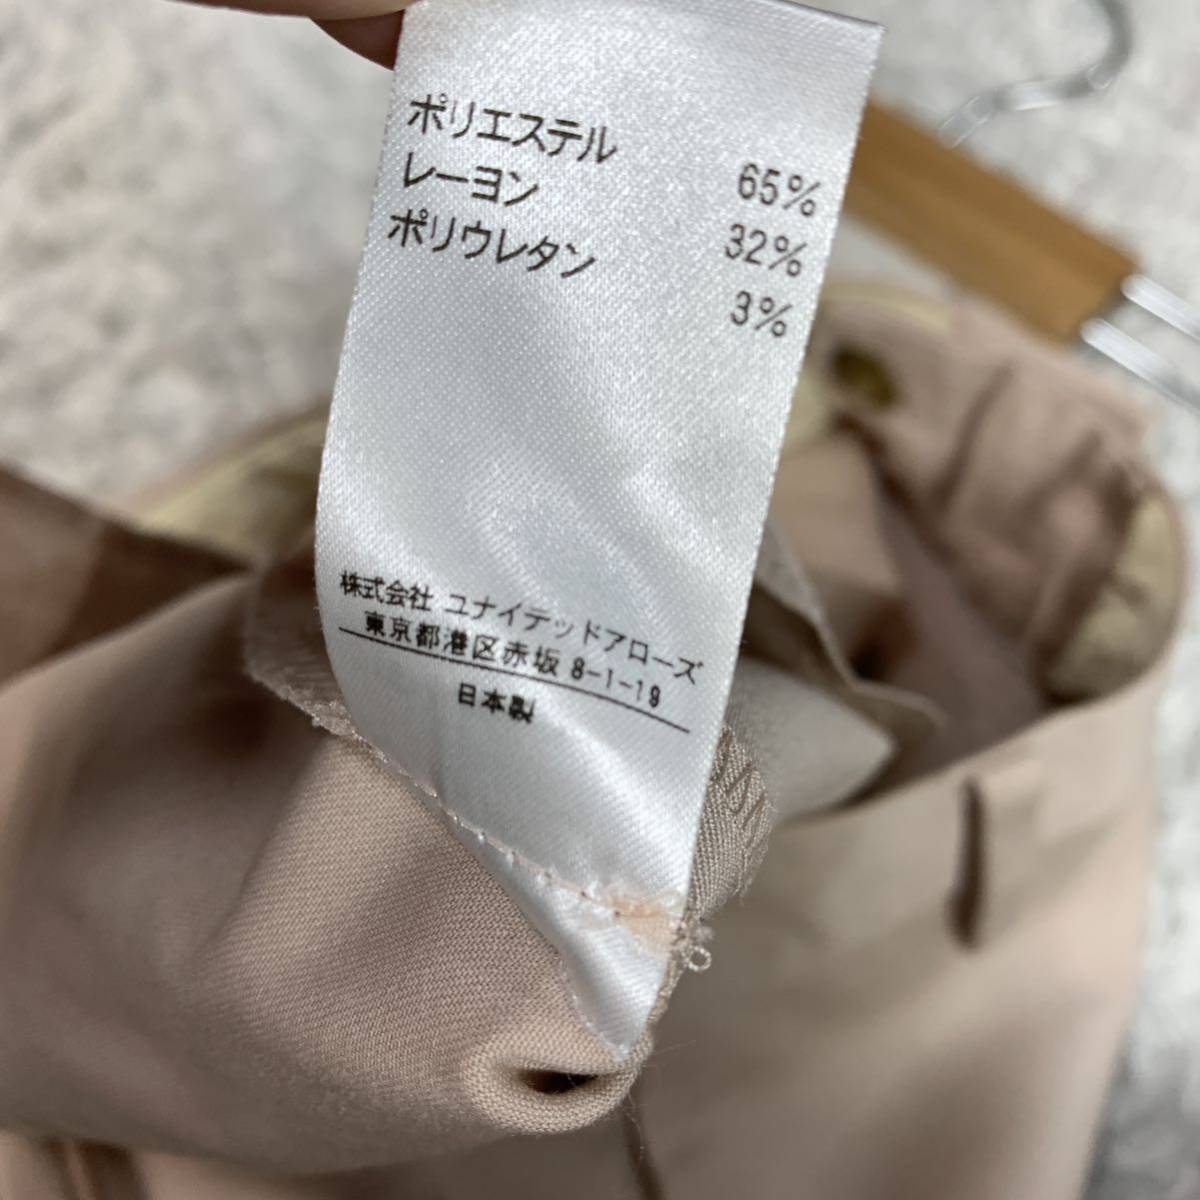 ポリエステル 65%
レーヨン 32%
ポリウレタン 3%
株式会社 ユナイテッドアローズ
東京都港区赤坂 8-1-19
日本製